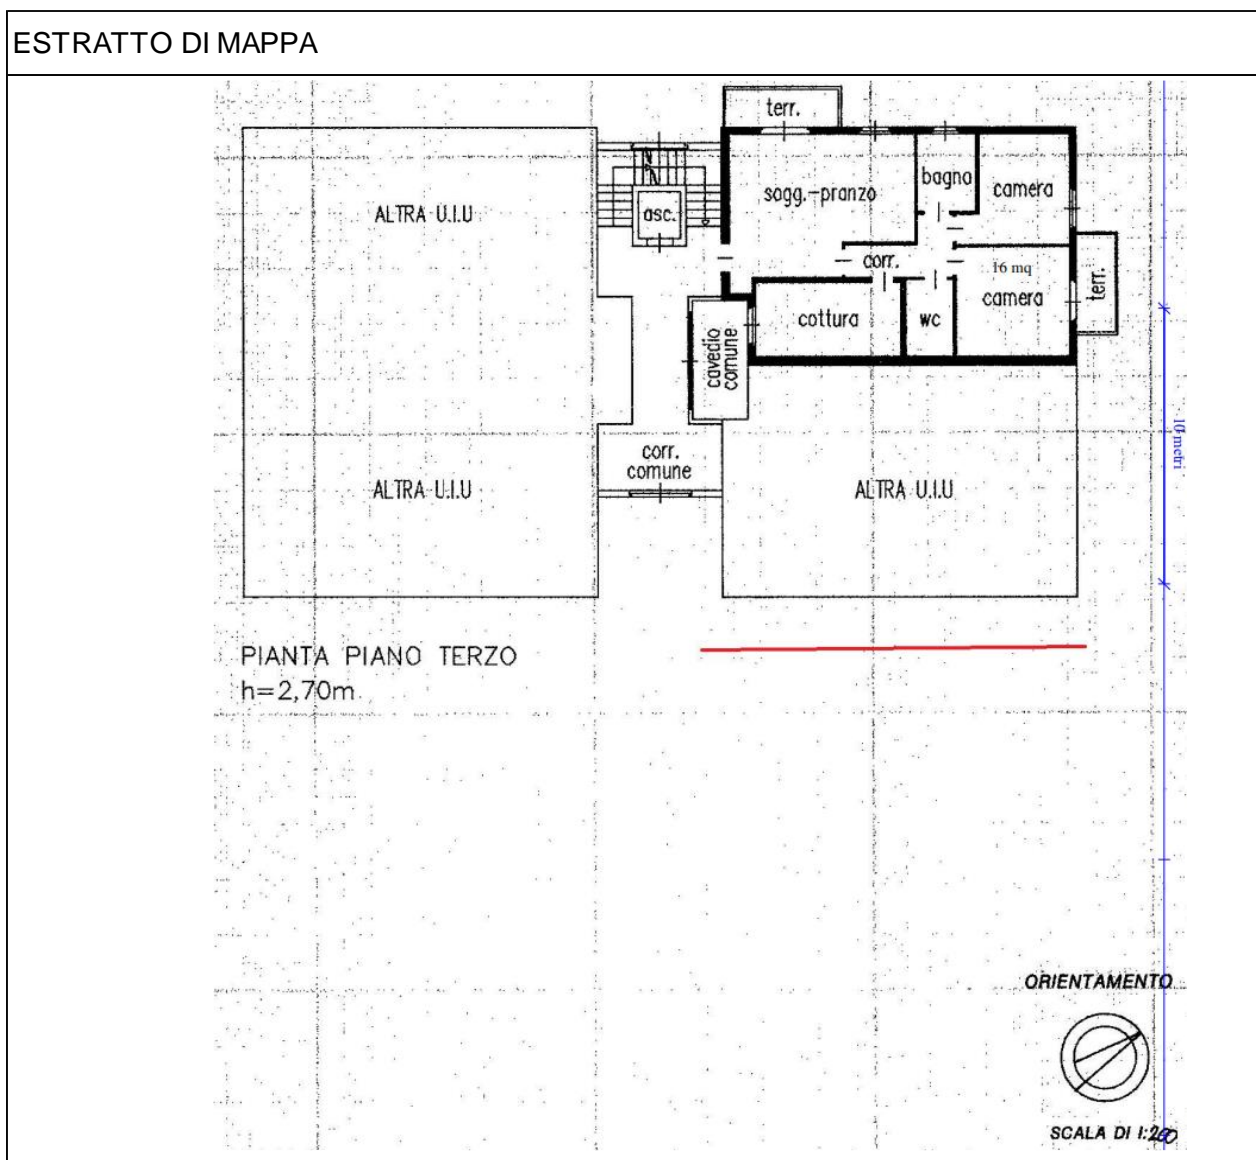 ESTRATTO DI MAPPA
terr.
ALTRA U.I.U
asc.
sogg.-pranzo
bagno
camera
corr.
16 mq
camera
terr.
cottura
wc
cavedio
comune
10 metri
corr.
comune
ALTRA U.I.U
ALTRA U.I.U
PIANTA PIANO TERZO
h=2,70m
ORIENTAMENTO
SCALA DI 1:200